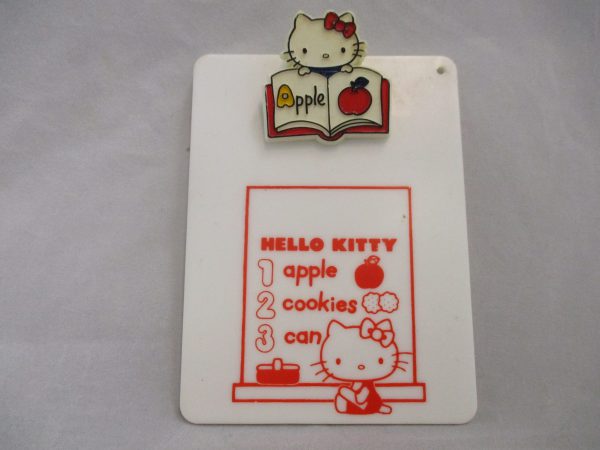 Apple
HELLO KITTY
1 apple
2 cookies
3 can